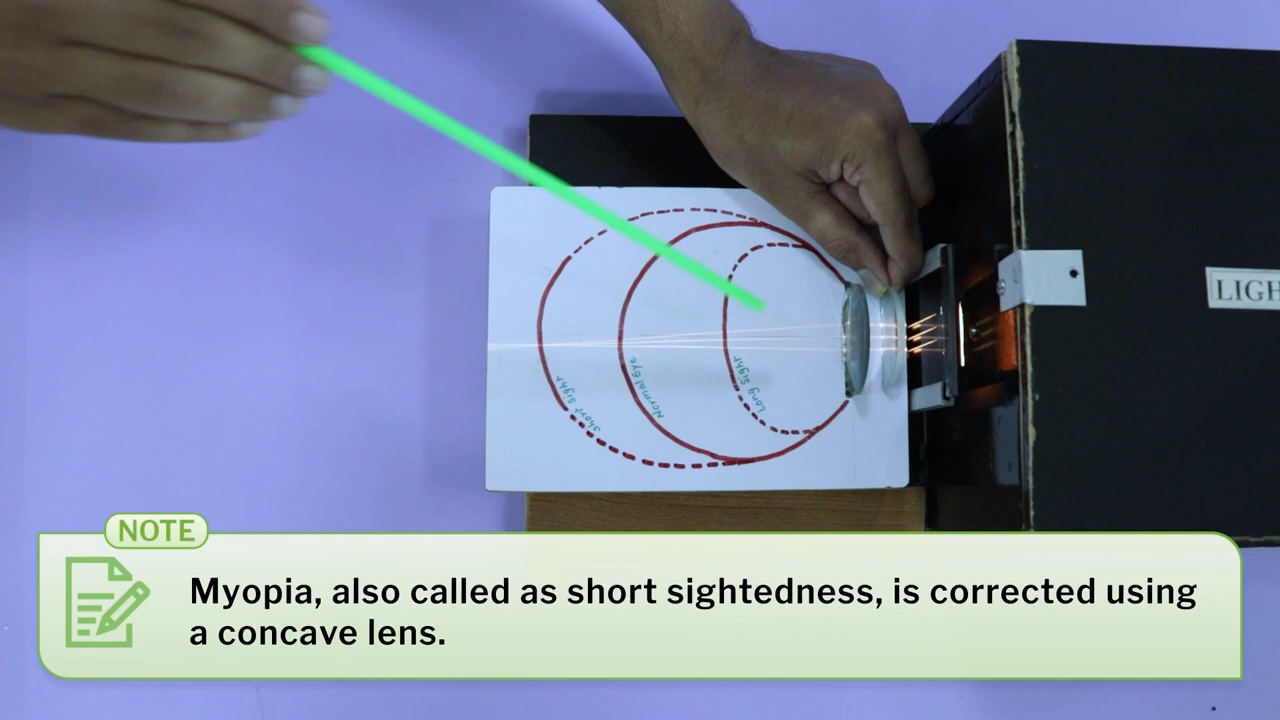 LIGH
Short Sight
Normal Eye
Long Sight
NOTE
Myopia, also called as short sightedness, is corrected using
a concave lens.